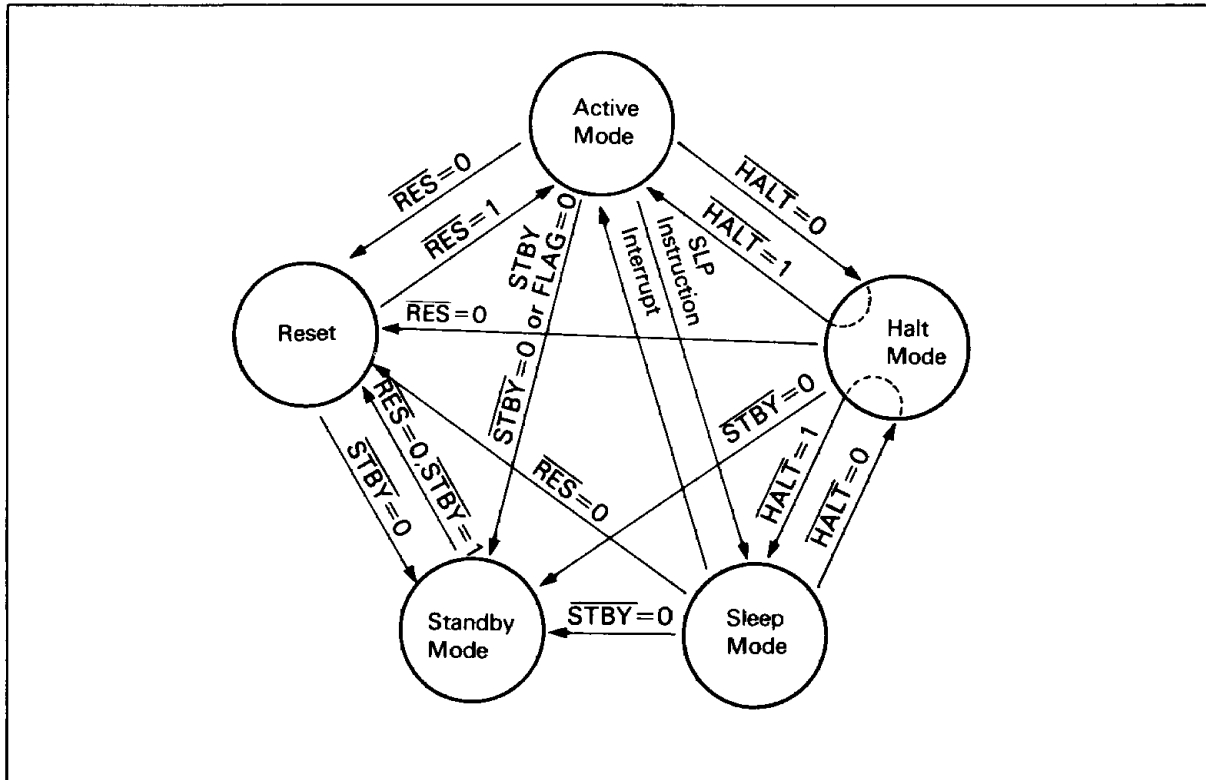 Active
Mode
RES=0
RES=1
HALT=0
HALT=1
STBY
STBY=0 or FLAG=0
Interrupt
SLP
Instruction
Reset
RES=0
Halt
Mode
STBY=0
RES=0,STBY=1
RES=0
STBY=0
HALT=1
HALT=0
Standby
Mode
STBY=0
Sleep
Mode